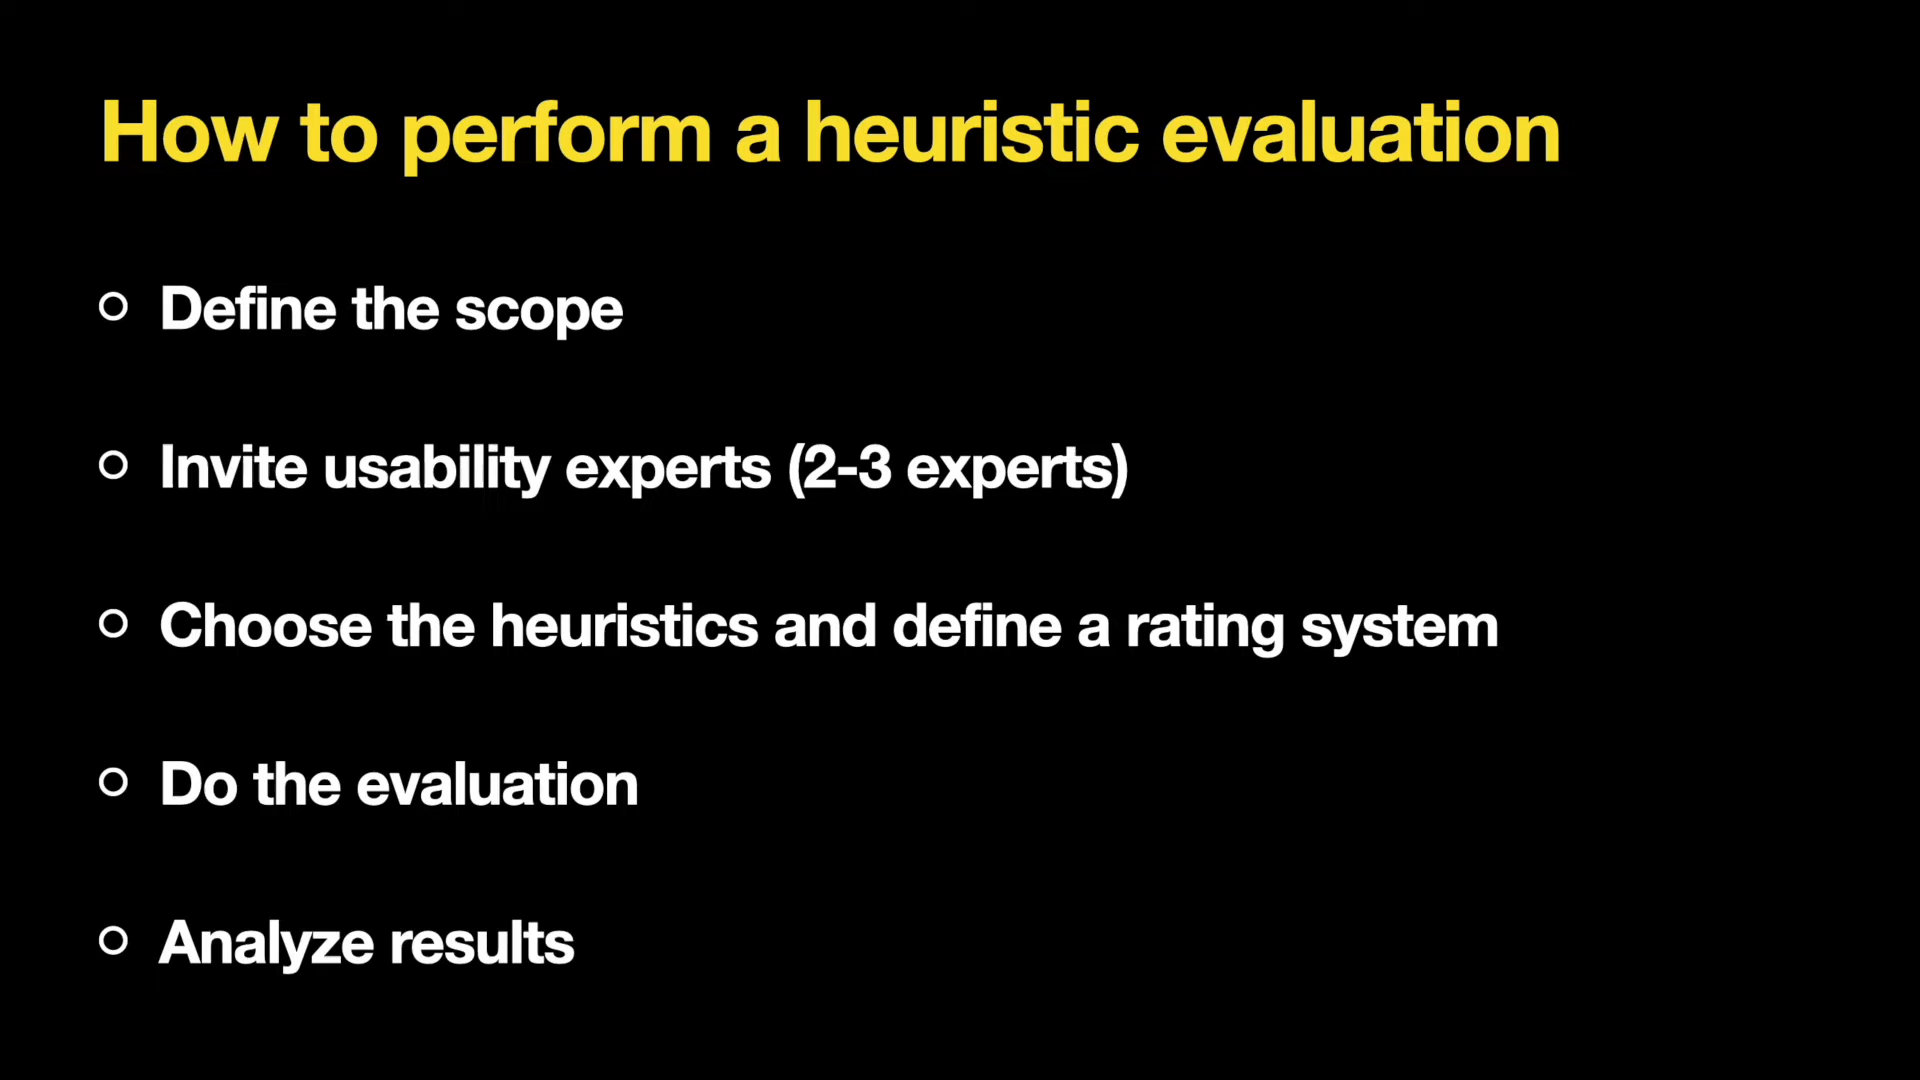 How to perform a heuristic evaluation
Define the scope
Invite usability experts (2-3 experts)
Choose the heuristics and define a rating system
Do the evaluation
Analyze results